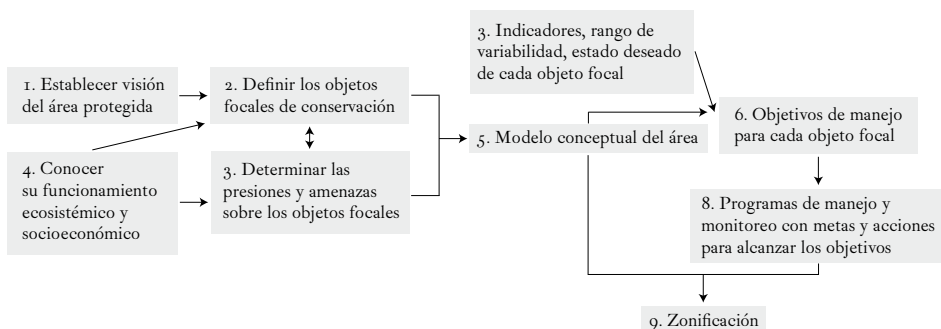 1. Establecer visión
del área protegida
2. Definir los objetos
focales de conservación
4. Conocer
su funcionamiento
ecosistémico y
socioeconómico
3. Determinar las
presiones y amenazas
sobre los objetos focales
3. Indicadores, rango de
variabilidad, estado deseado
de cada objeto focal
5. Modelo conceptual del área
6. Objetivos de manejo
para cada objeto focal
8. Programas de manejo y
monitoreo con metas y acciones
para alcanzar los objetivos
9. Zonificación